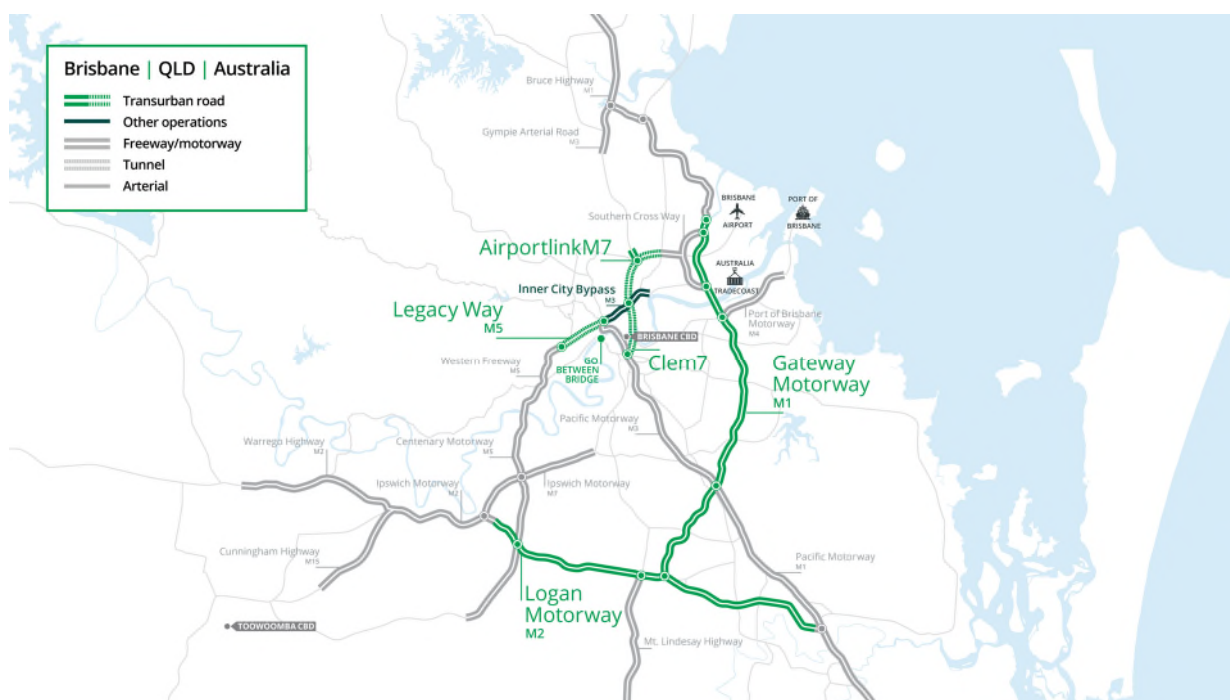 Brisbane | QLD | Australia
Transurban road
Other operations
Freeway/motorway
Tunnel
Arterial
Bruce Highway
M1
Gympie Arterial Road
M3
Southern Cross Way
BRISBANE
AIRPORT
PORT OF
BRISBANE
AirportlinkM7
AUSTRALIA
TRADECOAST
Inner City Bypass
M3
Legacy Way
M5
Port of Brisbane
Motorway
M4
BRISBANE CBD
Western Freeway
M5
GO
BETWEEN
BRIDGE
Clem7
Gateway
Motorway
M1
Pacific Motorway
M3
Warrego Highway
M2
Centenary Motorway
M5
Ipswich Motorway
M2
Ipswich Motorway
M7
Cunningham Highway
M15
Pacific Motorway
M1
Logan
Motorway
M2
TOOWOOMBA CBD
Mt. Lindesay Highway